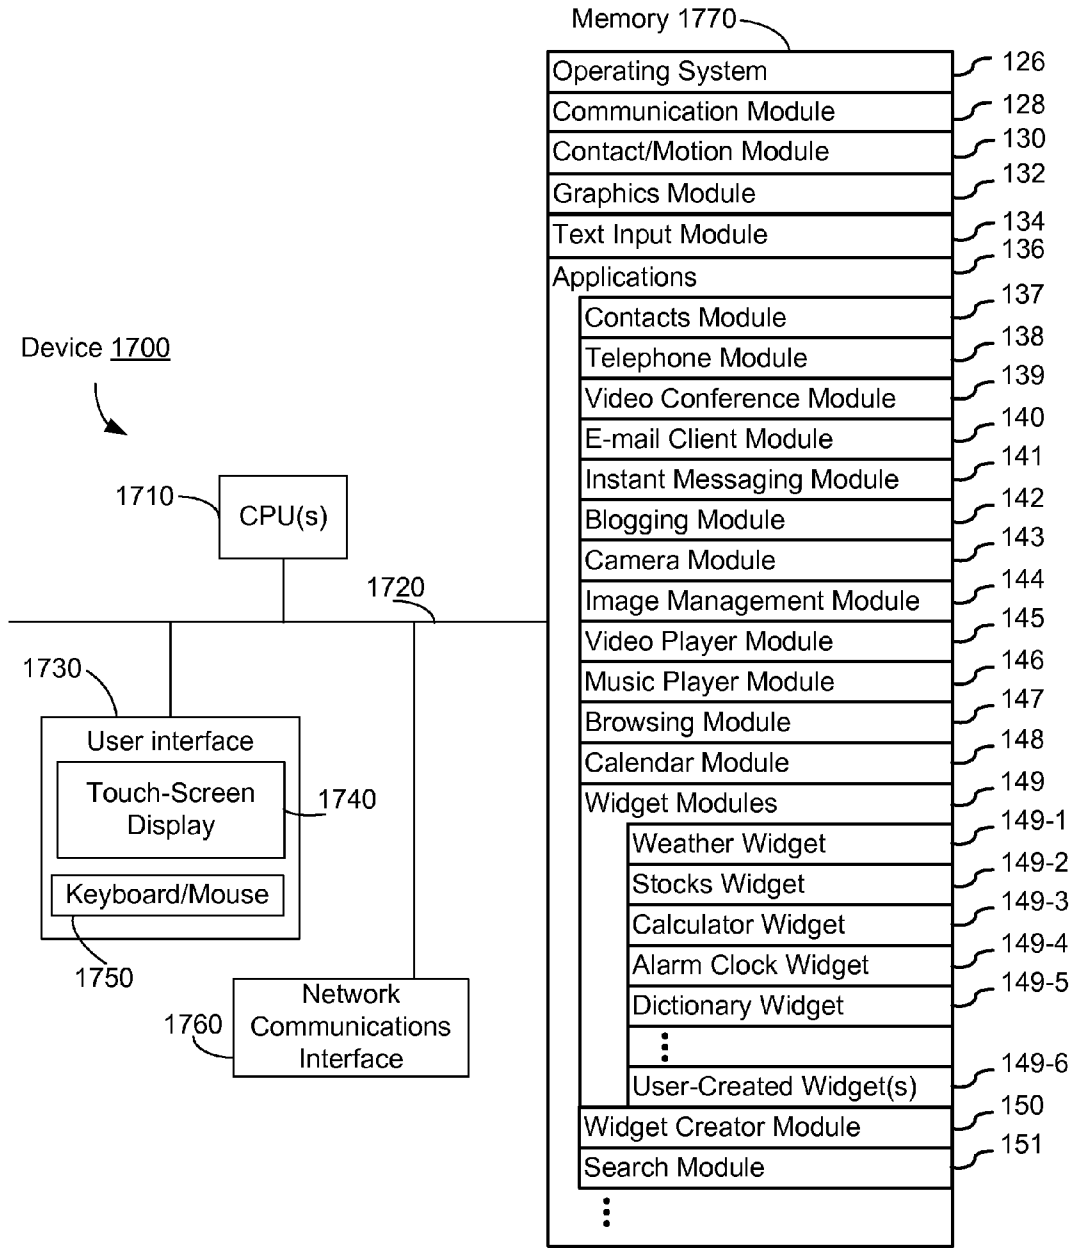 Memory 1770
Operating System 126
Communication Module 128
Contact/Motion Module 130
Graphics Module 132
Text Input Module 134
Applications 136
Contacts Module 137
Telephone Module 138
Video Conference Module 139
E-mail Client Module 140
Instant Messaging Module 141
Blogging Module 142
Camera Module 143
Image Management Module 144
Video Player Module 145
Music Player Module 146
Browsing Module 147
Calendar Module 148
Widget Modules 149
Weather Widget 149-1
Stocks Widget 149-2
Calculator Widget 149-3
Alarm Clock Widget 149-4
Dictionary Widget 149-5
User-Created Widget(s) 149-6
Widget Creator Module 150
Search Module 151
Device 1700
1710
CPU(s)
1720
1730
User interface
Touch-Screen
Display
1740
Keyboard/Mouse
1750
Network
Communications
Interface
1760